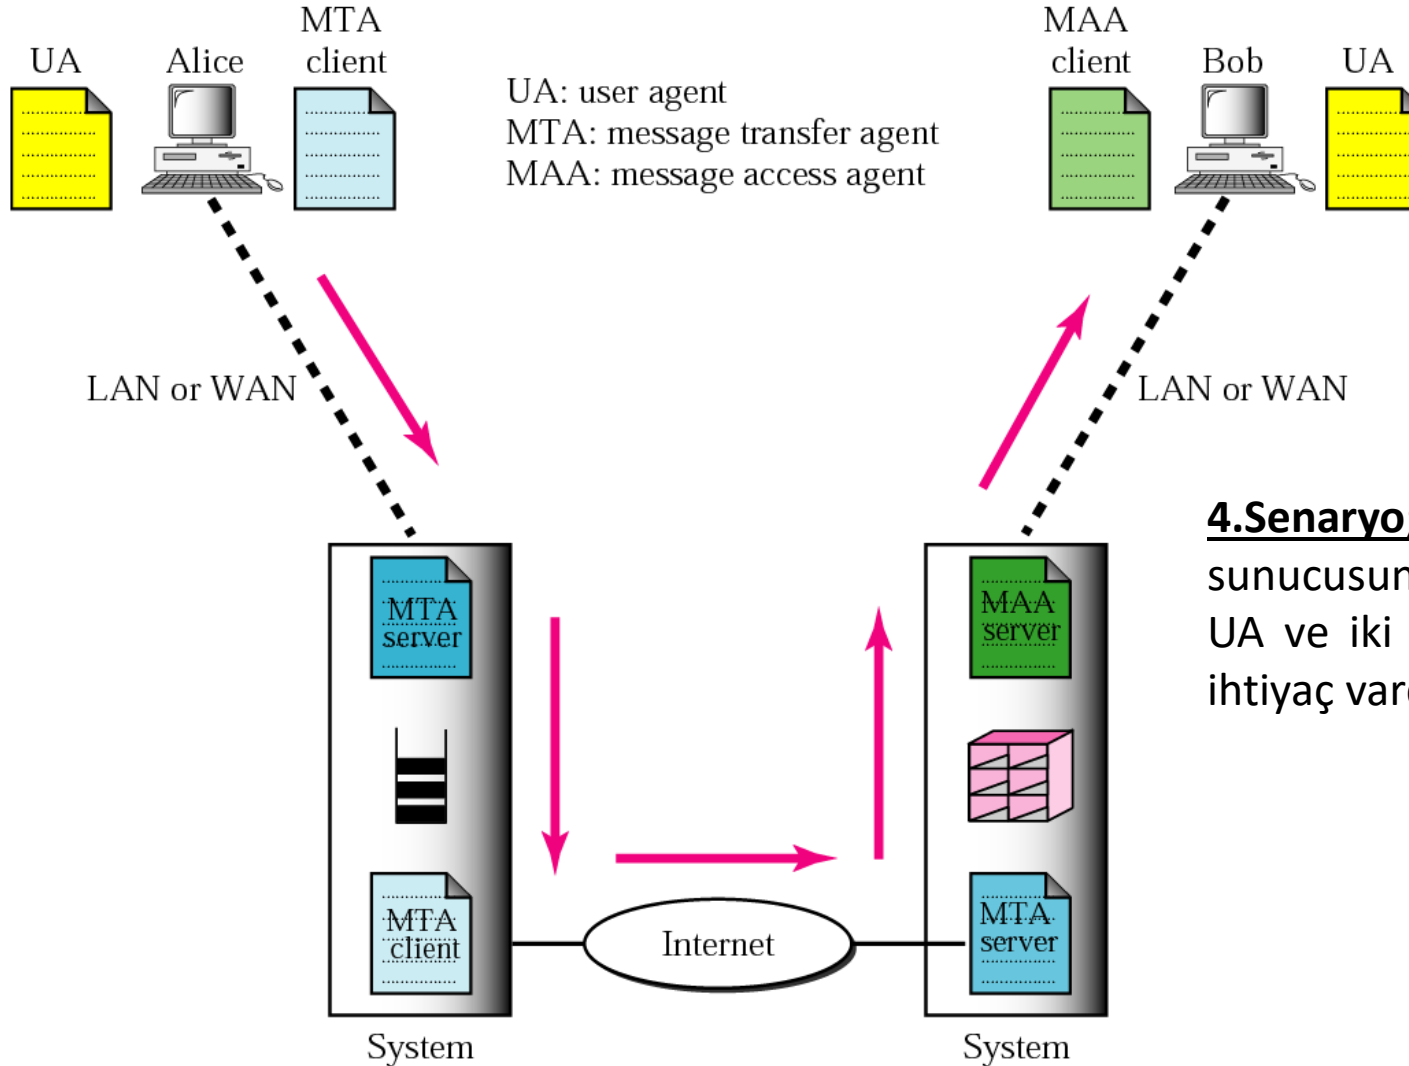 UA
Alice
MTA
client
UA: user agent
MTA: message transfer agent
MAA: message access agent
MAA
client
Bob
UA
LAN or WAN
LAN or WAN
4.Senaryo
UA ve iki
ihtiyaç
MTA
server
MTA
client
System
Internet
MAA
server
MTA
server
System